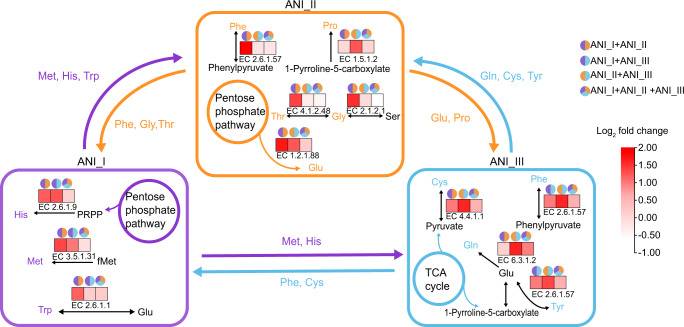 ANI_II
Phe
EC 2.6.1.57
Phenylpyruvate
Pro
EC 1.5.1.2
1-Pyrroline-5-carboxylate
Pentose
phosphate
pathway
Thr
EC 4.1.2.48
Gly
EC 2.1.2.1
Ser
EC 1.2.1.88
Glu
Met, His, Trp
Phe, Gly,Thr
Gln, Cys, Tyr
Glu, Pro
ANI_I+ANI_II
ANI_I+ANI_III
ANI_II+ANI_III
ANI_I+ANI_II +ANI_III
Log2 fold change
2.00
1.00
0.50
0.00
-1.00
ANI_I
EC 2.6.1.9
His
PRPP
Pentose
phosphate
pathway
EC 3.5.1.31
Met
fMet
EC 2.6.1.1
Trp
Glu
Met, His
Phe, Cys
ANI_III
Cys
EC 4.4.1.1
Pyruvate
Phe
EC 2.6.1.57
Phenylpyruvate
Gln
EC 6.3.1.2
Glu
TCA
cycle
EC 2.6.1.57
Tyr
1-Pyrroline-5-carboxylate